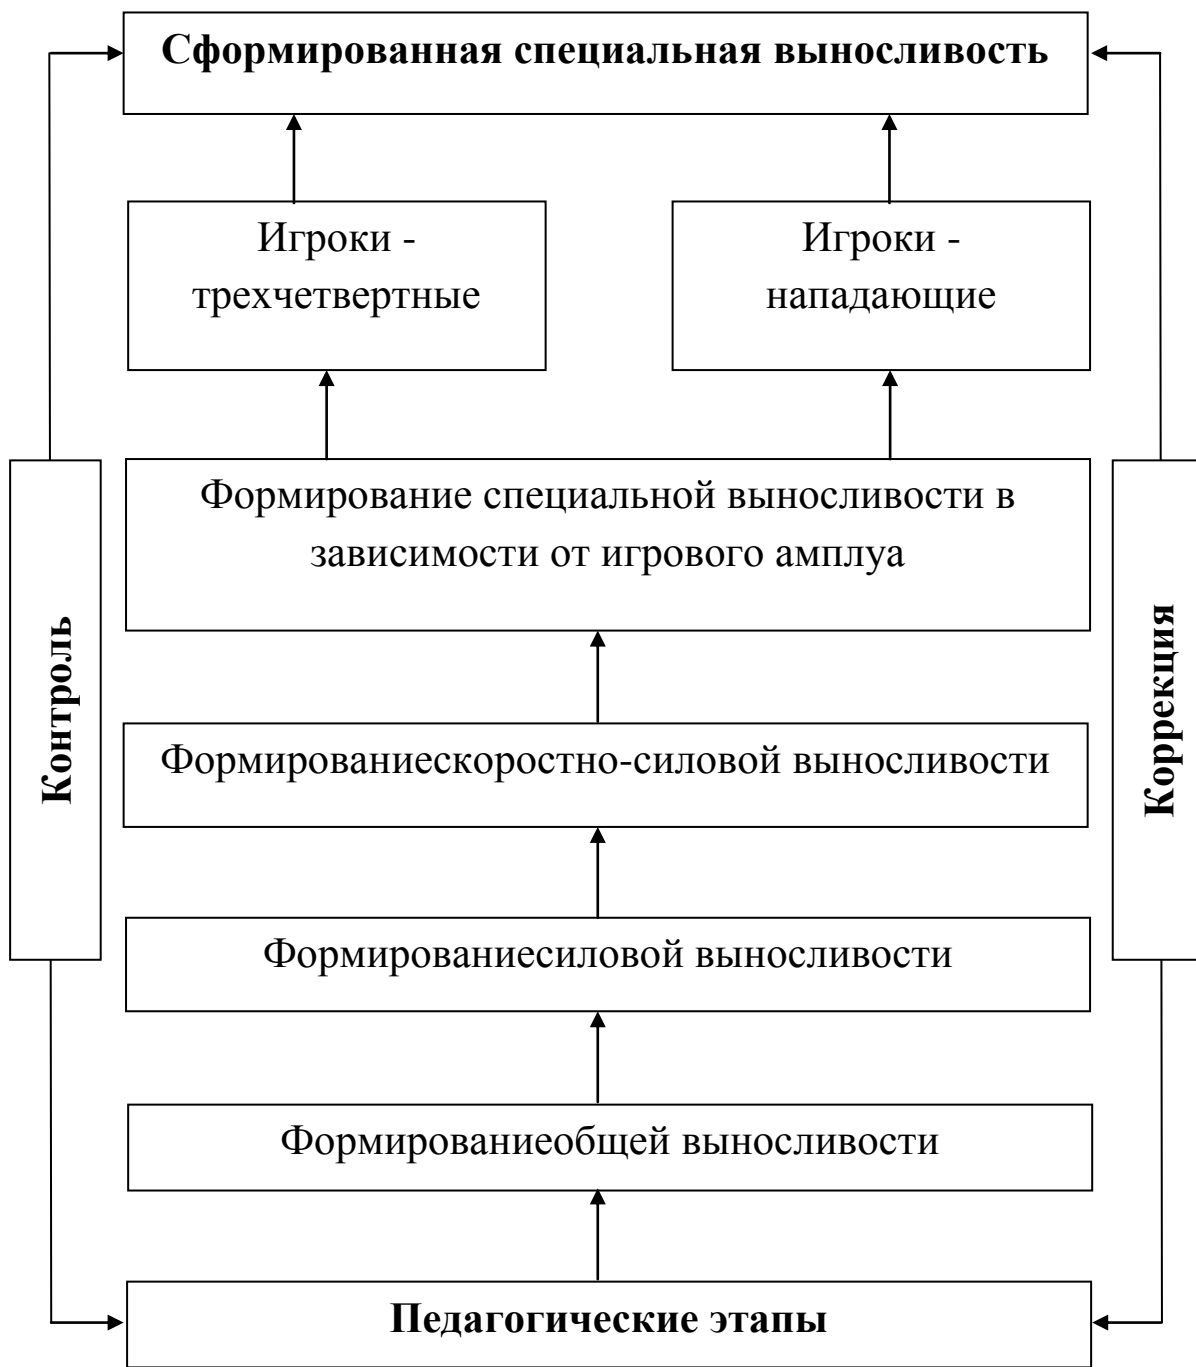 Сформированная специальная выносливость
Игроки -
трехчетвертные
Игроки -
нападающие
Формирование специальной выносливости в
зависимости от игрового амплуа
Контроль
Коррекция
Формированиескоростно-силовой выносливости
Формированиесиловой выносливости
Формированиеобщей выносливости
Педагогические этапы